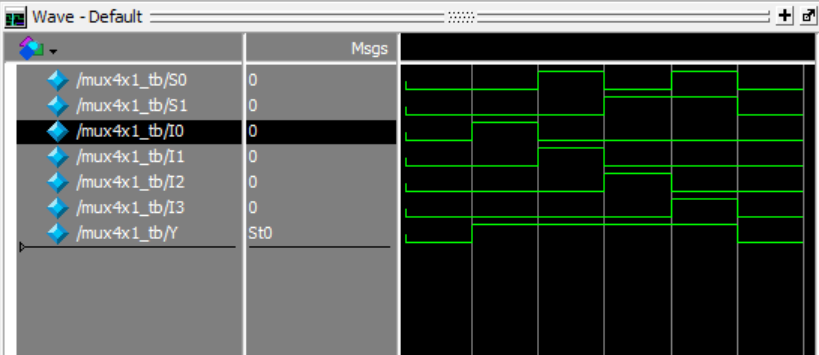 Wave - Default
Msgs
/mux4x1_tb/S0 0
/mux4x1_tb/S1 0
/mux4x1_tb/I0 0
/mux4x1_tb/I1 0
/mux4x1_tb/I2 0
/mux4x1_tb/I3 0
/mux4x1_tb/Y St0